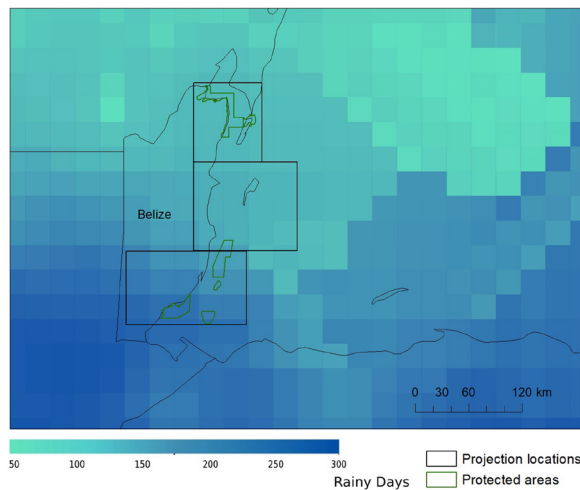 Belize
0 30 60 120 km
50 100 150 200 250 300
Rainy Days
Projection locations
Protected areas